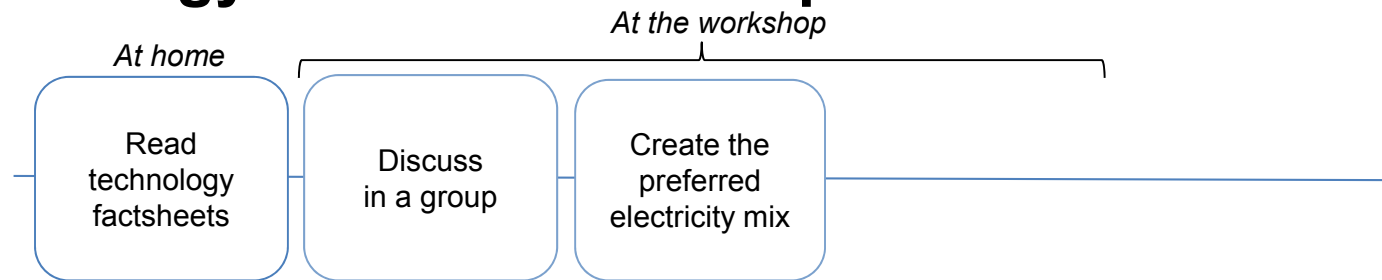 At the workshop
At home
Read
technology
factsheets
Discuss
in a group
Create the
preferred
electricity mix